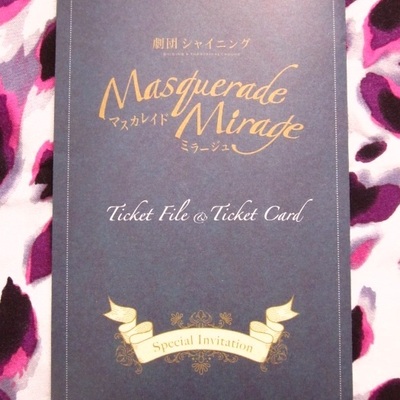 劇団シャイニング
Masquerade
マスカレイド
Mirage
ミラージュ
Ticket File & Ticket Card
Special Invitation